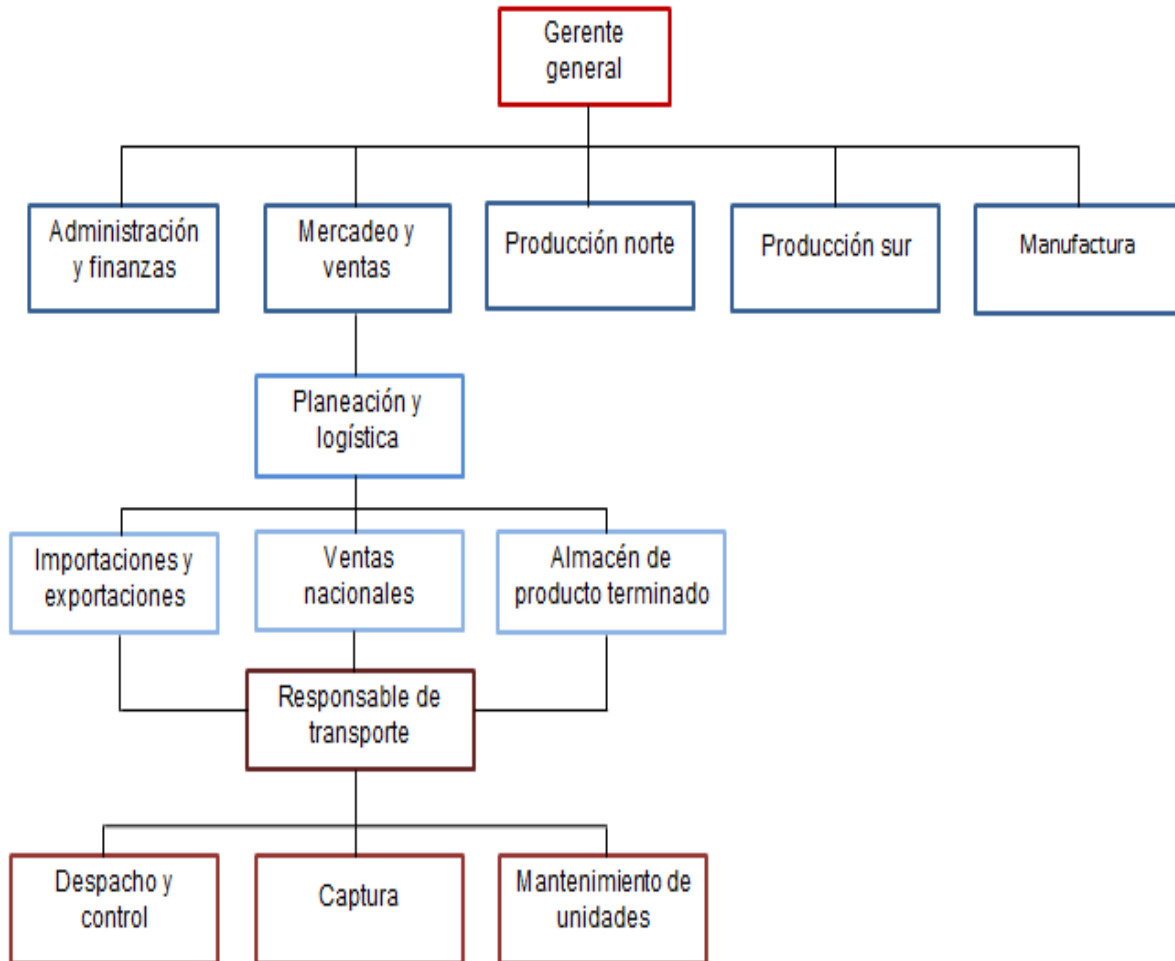 Gerente
general
Administración
y finanzas
Mercadeo y
ventas
Producción norte
Producción sur
Manufactura
Planeación y
logística
Importaciones y
exportaciones
Ventas
nacionales
Almacén de
producto terminado
Responsable de
transporte
Despacho y
control
Captura
Mantenimiento de
unidades